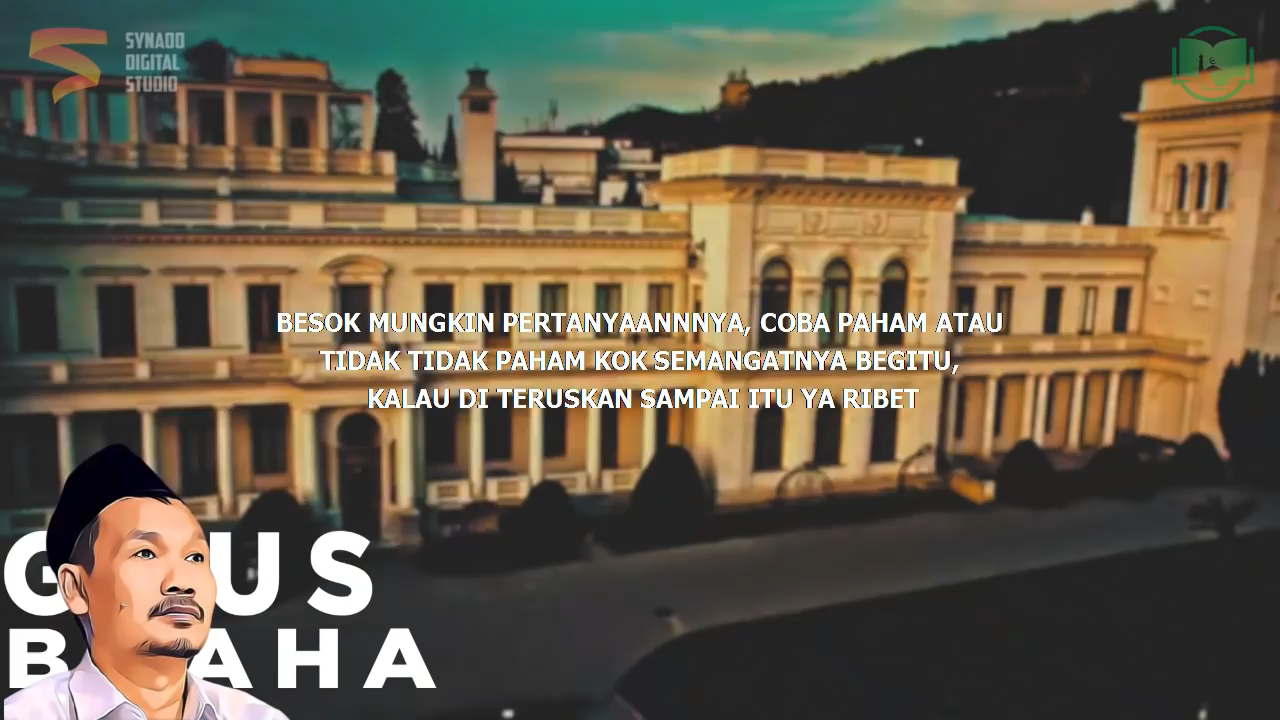 SYNADO
DIGITAL
STUDIO
BESOK MUNGKIN PERTANYAANNNYA, COBA PAHAM ATAU
TIDAK TIDAK PAHAM KOK SEMANGATNYA BEGITU,
KALAU DI TERUSKAN SAMPAI ITU YA RIBET
GUS
BAHA